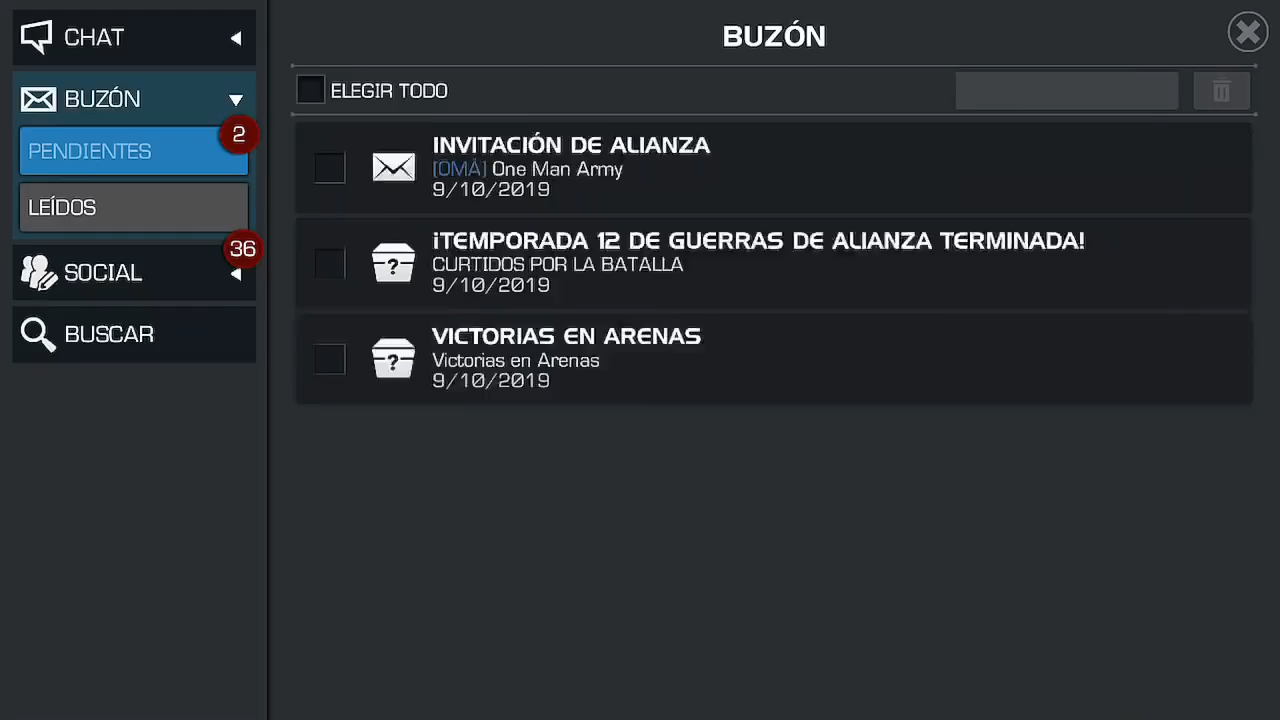 CHAT
BUZÓN
2
PENDIENTES
LEÍDOS
36
SOCIAL
BUSCAR
BUZÓN
ELEGIR TODO
INVITACIÓN DE ALIANZA
[OMÁ] One Man Army
9/10/2019
¡TEMPORADA 12 DE GUERRAS DE ALIANZA TERMINADA!
CURTIDOS POR LA BATALLA
9/10/2019
VICTORIAS EN ARENAS
Victorias en Arenas
9/10/2019